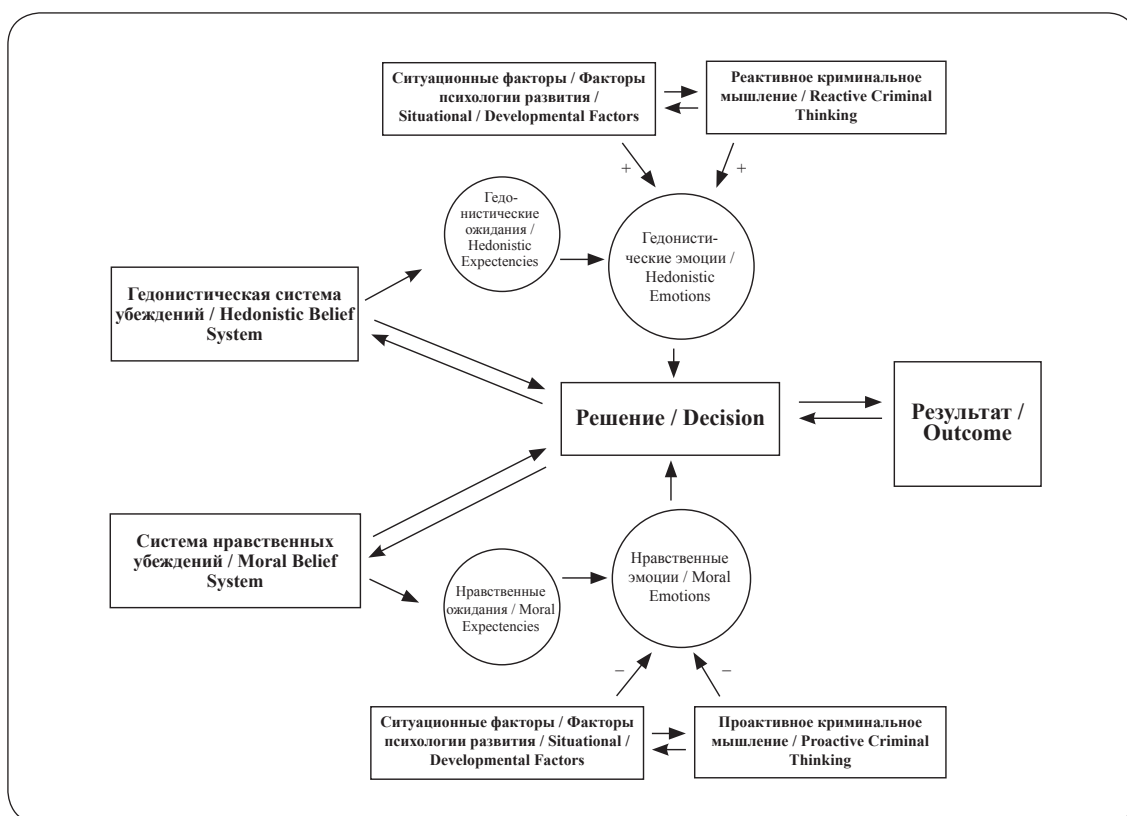 Ситуационные факторы / Факторы
психологии развития /
Situational / Developmental Factors
Реактивное криминальное
мышление / Reactive Criminal
Thinking
+
+
Гедо-
нистические
ожидания /
Hedonistic
Expectencies
Гедонисти-
ческие эмоции /
Hedonistic
Emotions
Гедонистическая система
убеждений / Hedonistic Belief
System
Решение / Decision
Результат /
Outcome
Система нравственных
убеждений / Moral Belief
System
Нравственные
ожидания / Moral
Expectencies
Нравственные
эмоции / Moral
Emotions
–
–
Ситуационные факторы / Факторы
психологии развития / Situational /
Developmental Factors
Проактивное криминальное
мышление / Proactive Criminal
Thinking